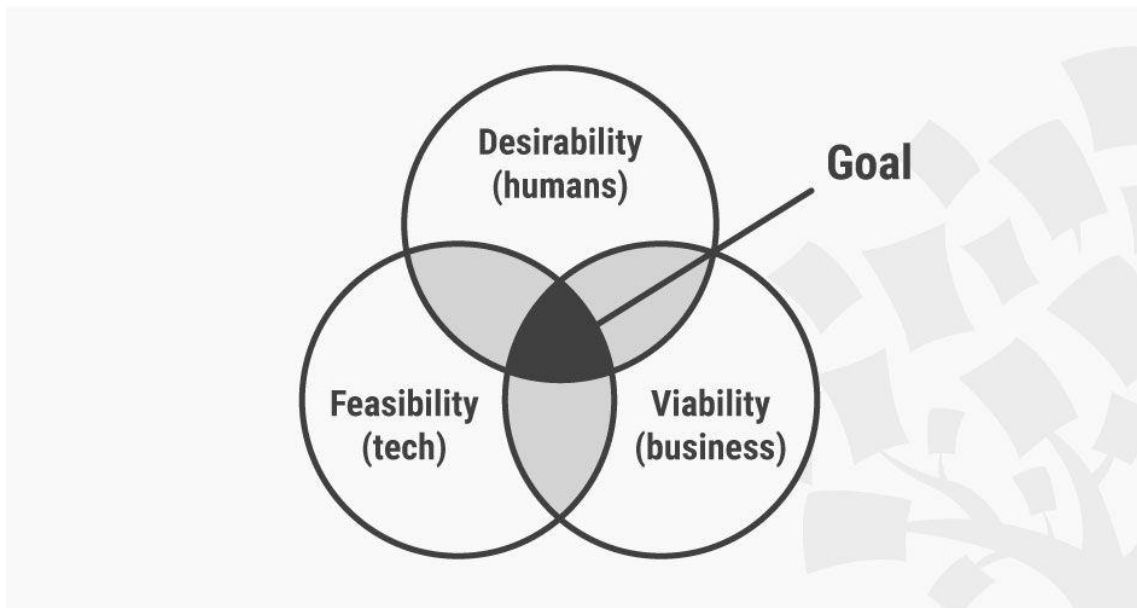 Desirability
(humans)
Goal
Feasibility
(tech)
Viability
(business)